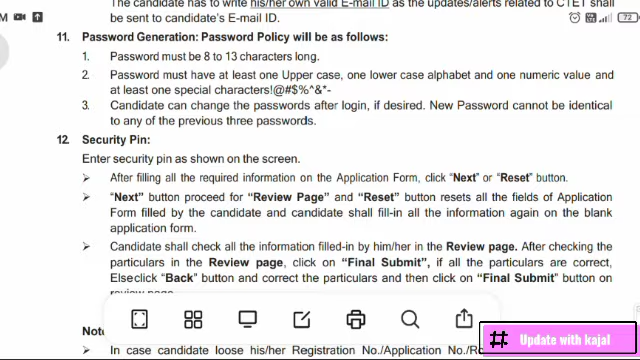 The candidate has to write his/her own valid E-mail ID as the updates/alerts related to CTET shall
be sent to candidate's E-mail ID.
M
72
11. Password Generation: Password Policy will be as follows:
1. Password must be 8 to 13 characters long.
2. Password must have at least one Upper case, one lower case alphabet and one numeric value and
at least one special characters!@#$%^&*-
3. Candidate can change the passwords after login, if desired. New Password cannot be identical
to any of the previous three passwords.
12. Security Pin:
Enter security pin as shown on the screen.
➢ After filling all the required information on the Application Form, click "Next" or "Reset" button.
➢ "Next" button proceed for "Review Page" and "Reset" button resets all the fields of Application
Form filled by the candidate and candidate shall fill-in all the information again on the blank
application form.
➢ Candidate shall check all the information filled-in by him/her in the Review page. After checking the
particulars in the Review page, click on "Final Submit", if all the particulars are correct,
Elseclick "Back" button and correct the particulars and then click on "Final Submit" button on
review page
Note
➢ In case candidate loose his/her Registration No./Application No./
# Update with kajal